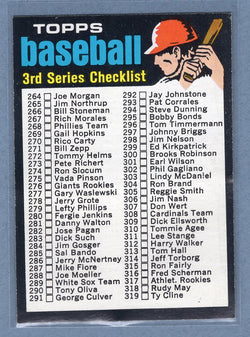 TOPPS
baseball
3rd Series Checklist
264 Joe Morgan
265 Jim Northrup
266 Bill Stoneman
267 Rich Morales
268 Phillies Team
269 Gail Hopkins
270 Rico Carty
271 Bill Zepp
272 Tommy Helms
273 Pete Richert
274 Ron Slocum
275 Vada Pinson
276 Giants Rookies
277 Gary Waslewski
278 Jerry Grote
279 Lefty Phillips
280 Fergie Jenkins
281 Danny Walton
282 Jose Pagan
283 Dick Such
284 Jim Gosger
285 Sal Bando
286 Jerry McNertney
287 Mike Fiore
288 Joe Moeller
289 White Sox Team
290 Tony Oliva
291 George Culver
292 Jay Johnstone
293 Pat Corrales
294 Steve Dunning
295 Bobby Bonds
296 Tom Timmermann
297 Johnny Briggs
298 Jim Nelson
299 Ed Kirkpatrick
300 Brooks Robinson
301 Earl Wilson
302 Phil Gagliano
303 Lindy McDaniel
304 Ron Brand
305 Reggie Smith
306 Jim Nash
307 Don Wert
308 Cardinals Team
309 Dick Ellsworth
310 Tommie Agee
311 Lee Stange
312 Harry Walker
313 Tom Hall
314 Jeff Torborg
315 Ron Fairly
316 Fred Scherman
317 Athlet. Rookies
318 Rudy May
319 Ty Cline